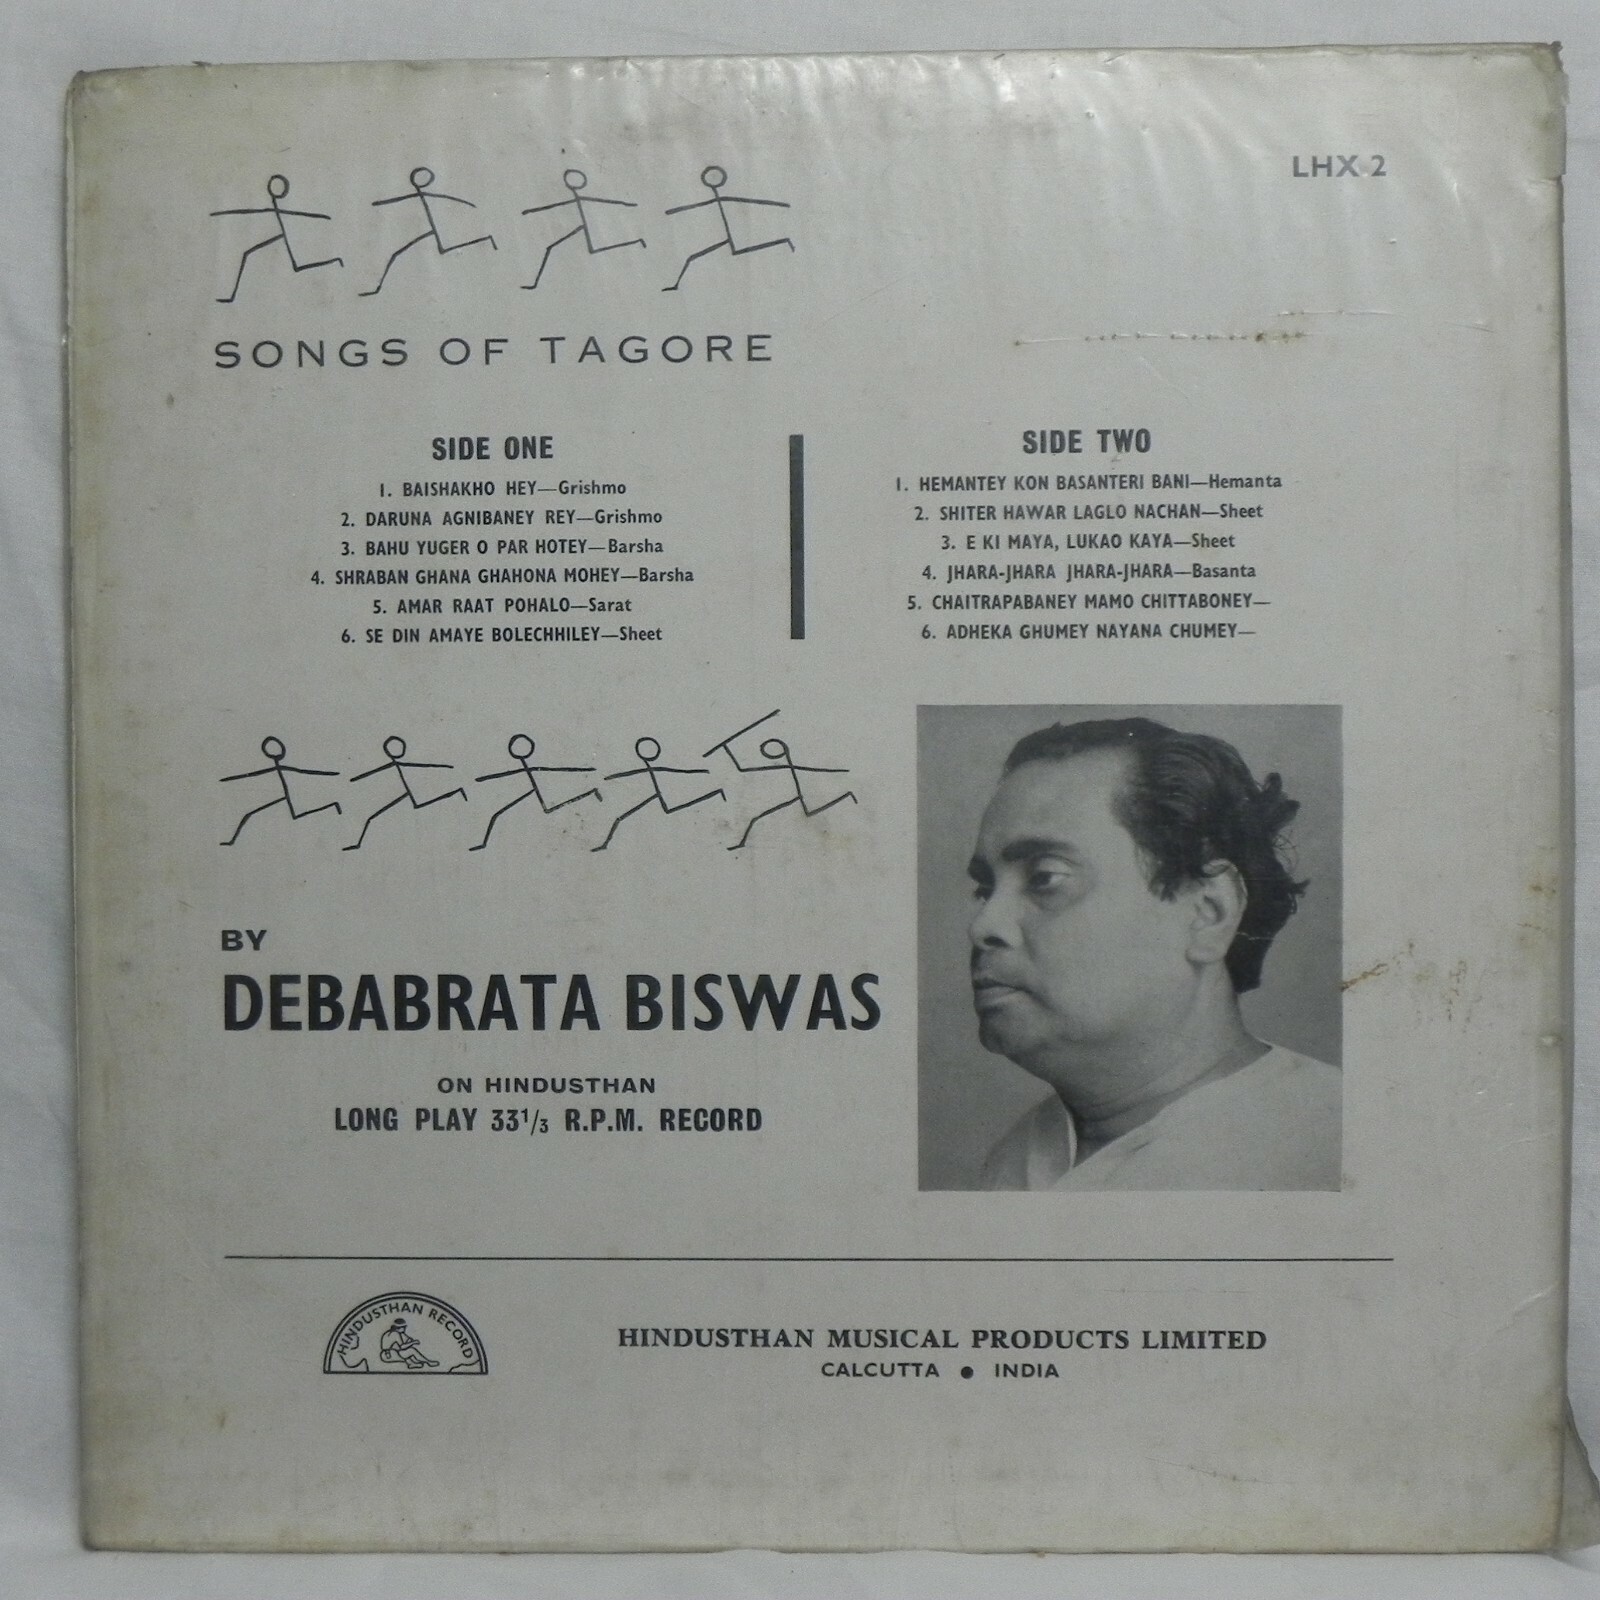 LHX 2
SONGS OF TAGORE
SIDE ONE
1. BAISHAKHO HEY—Grishmo
2. DARUNA AGNIBANEY REY—Grishmo
3. BAHU YUGER O PAR HOTEY—Barsha
4. SHRABAN GHANA GHAHONA MOHEY—Barsha
5. AMAR RAAT POHALO—Sarat
6. SE DIN AMAYE BOLECHHILEY—Sheet
SIDE TWO
1. HEMANTEY KON BASANTERI BANI—Hemanta
2. SHITER HAWAR LAGLO NACHAN—Sheet
3. E KI MAYA, LUKAO KAYA—Sheet
4. JHARA-JHARA JHARA-JHARA—Basanta
5. CHAITRAPABANEY MAMO CHITTABONEY—
6. ADHEKA GHUMEY NAYANA CHUMEY—
BY
DEBABRATA BISWAS
ON HINDUSTHAN
LONG PLAY 33 1/3 R.P.M. RECORD
HINDUSTHAN RECORD
HINDUSTHAN MUSICAL PRODUCTS LIMITED
CALCUTTA ● INDIA